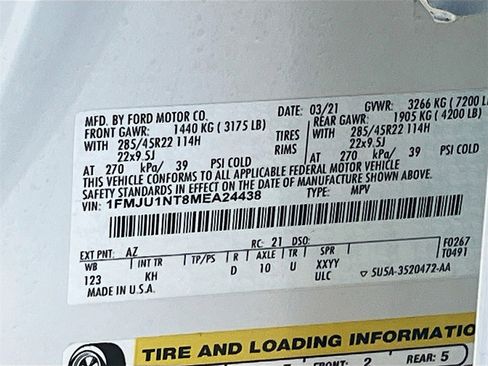 MFD. BY FORD MOTOR CO.
DATE: 03/21 GVWR: 3266 KG ( 7200 LB)
FRONT GAWR: 1440 KG ( 3175 LB)
REAR GAWR: 1905 KG ( 4200 LB)
WITH 285/45R22 114H TIRES WITH 285/45R22 114H
22x9.5J RIMS 22x9.5J
AT 270 kPa/ 39 PSI COLD AT 270 kPa/ 39 PSI COLD
THIS VEHICLE CONFORMS TO ALL APPLICABLE FEDERAL MOTOR VEHICLE
SAFETY STANDARDS IN EFFECT ON THE DATE OF MANUFACTURE SHOWN ABOVE.
VIN: 1FMJU1NT8MEA24438 TYPE: MPV
EXT PNT: AZ RC: 21 DSO: F0267
WB INT TR TP/PS R AXLE TR SPR T0491
123 KH D 10 U XXYY
ULC 5U5A-3520472-AA
MADE IN U.S.A.
TIRE AND LOADING INFORMATIO
FRONT: 2 REAR: 5